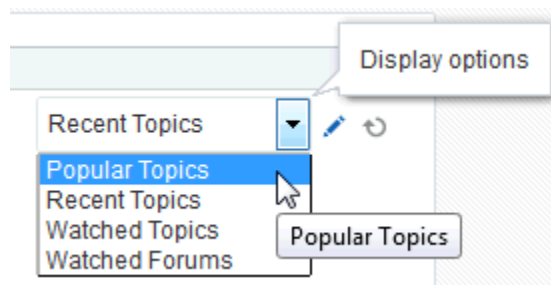 Display options
Recent Topics
Popular Topics
Recent Topics
Watched Topics
Popular Topics
Watched Forums